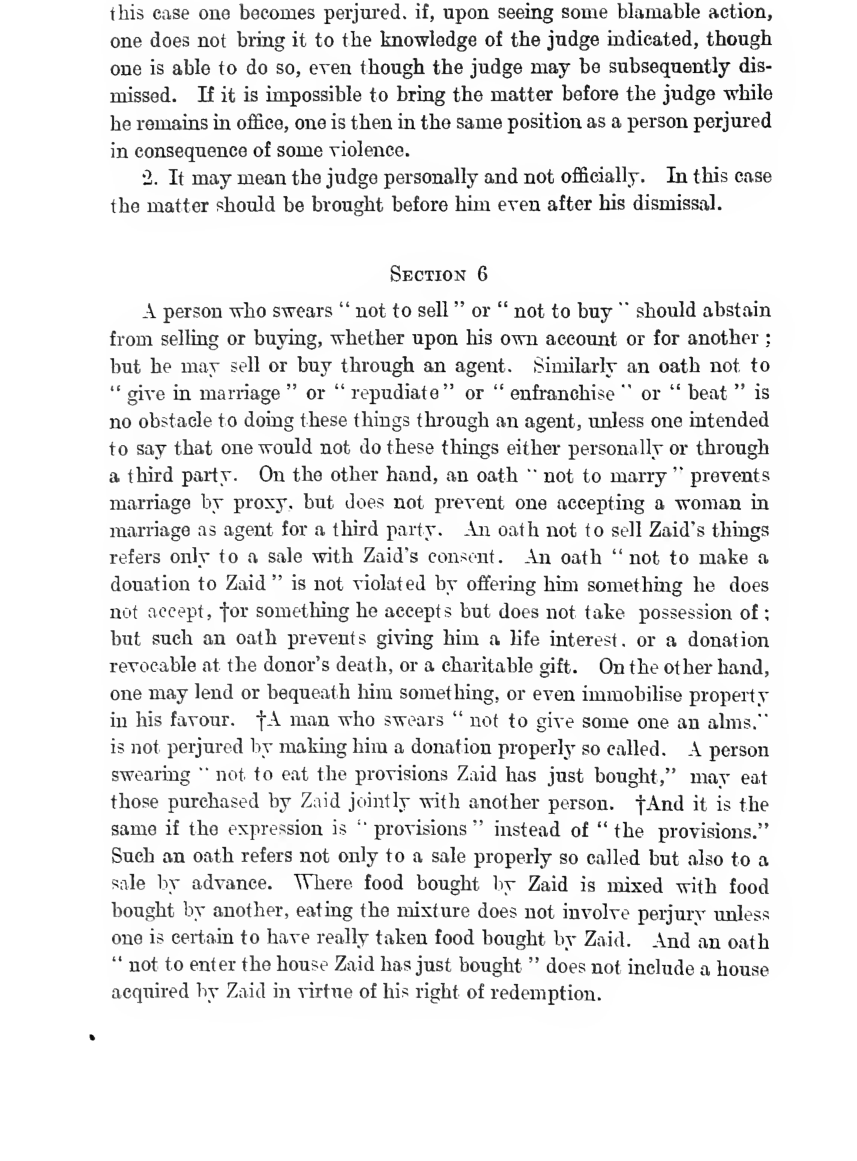 this case one becomes perjured, if, upon seeing some blamable action,
one does not bring it to the knowledge of the judge indicated, though
one is able to do so, even though the judge may be subsequently dis-
missed. If it is impossible to bring the matter before the judge while
he remains in office, one is then in the same position as a person perjured
in consequence of some violence.
2. It may mean the judge personally and not officially. In this case
the matter should be brought before him even after his dismissal.
SECTION 6
A person who swears “ not to sell ” or “ not to buy ” should abstain
from selling or buying, whether upon his own account or for another ;
but he may sell or buy through an agent. Similarly an oath not to
“ give in marriage ” or “ repudiate” or “ enfranchise ” or “ beat ” is
no obstacle to doing these things through an agent, unless one intended
to say that one would not do these things either personally or through
a third party. On the other hand, an oath “ not to marry ” prevents
marriage by proxy, but does not prevent one accepting a woman in
marriage as agent for a third party. An oath not to sell Zaid’s things
refers only to a sale with Zaid’s consent. An oath “ not to make a
donation to Zaid ” is not violated by offering him something he does
not accept, †or something he accepts but does not take possession of ;
but such an oath prevents giving him a life interest, or a donation
revocable at the donor’s death, or a charitable gift. On the other hand,
one may lend or bequeath him something, or even immobilise property
in his favour. †A man who swears “ not to give some one an alms,”
is not perjured by making him a donation properly so called. A person
swearing “ not to eat the provisions Zaid has just bought,” may eat
those purchased by Zaid jointly with another person. †And it is the
same if the expression is “ provisions ” instead of “ the provisions.”
Such an oath refers not only to a sale properly so called but also to a
sale by advance. Where food bought by Zaid is mixed with food
bought by another, eating the mixture does not involve perjury unless
one is certain to have really taken food bought by Zaid. And an oath
“ not to enter the house Zaid has just bought ” does not include a house
acquired by Zaid in virtue of his right of redemption.